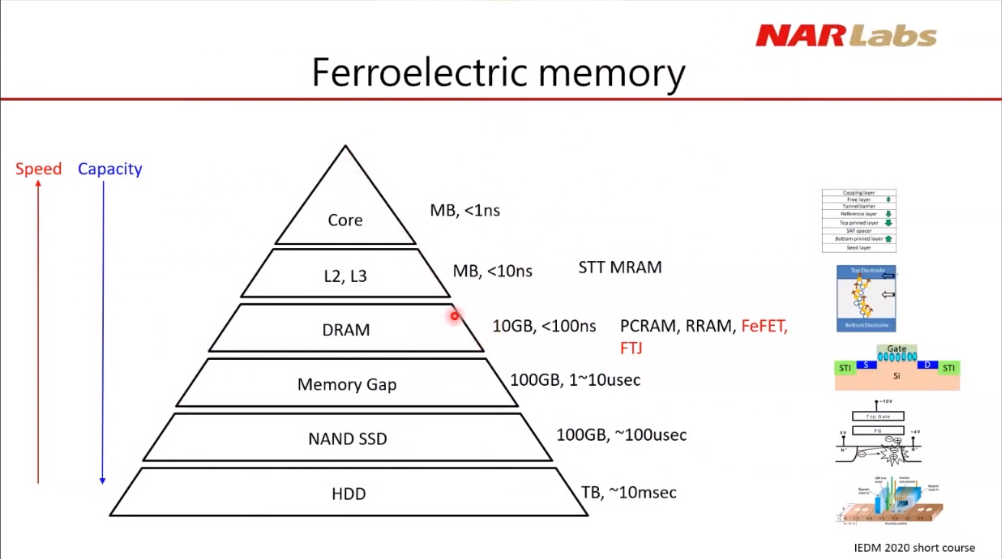 NARLabs
Ferroelectric memory
Speed Capacity
Core
MB, <1ns
L2, L3
MB, <10ns
STT MRAM
DRAM
10GB, <100ns
PCRAM, RRAM, FeFET,
FTJ
Memory Gap
100GB, 1~10usec
NAND SSD
100GB, ~100usec
HDD
TB, ~10msec
Capping layer
Free layer
Tunnel barrier
Reference layer
Top pinned layer
SAF spacer
Bottom pinned layer
Seed layer
Top Electrode
Bottom Electrode
Gate
STI S D STI
Si
~10V
Top Gate
FG
IEDM 2020 short course